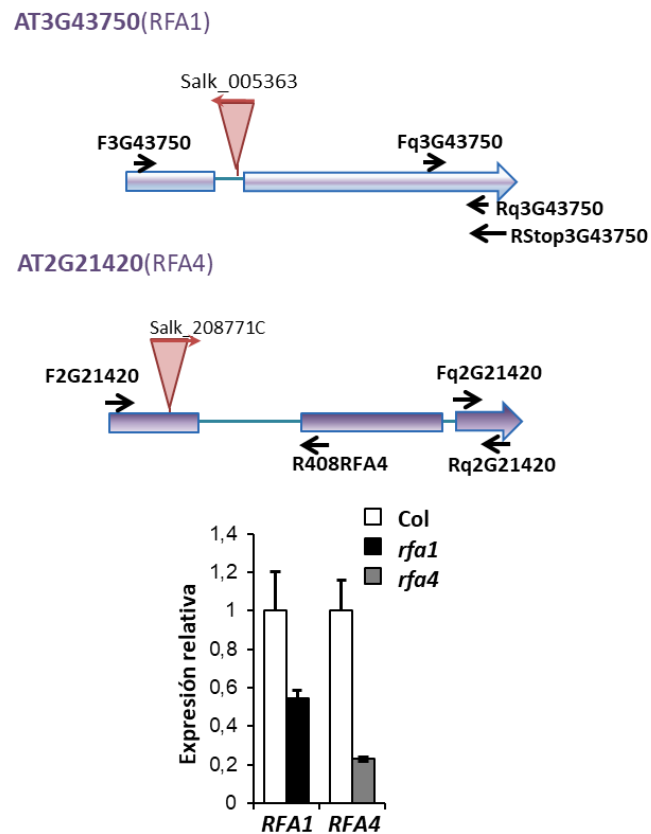 AT3G43750(RFA1)
Salk_005363
F3G43750
Fq3G43750
Rq3G43750
RStop3G43750
AT2G21420(RFA4)
Salk_208771C
F2G21420
Fq2G21420
R408RFA4
Rq2G21420
Col
rfa1
rfa4
Expresión relativa
1,4
1,2
1
0,8
0,6
0,4
0,2
0
RFA1 RFA4